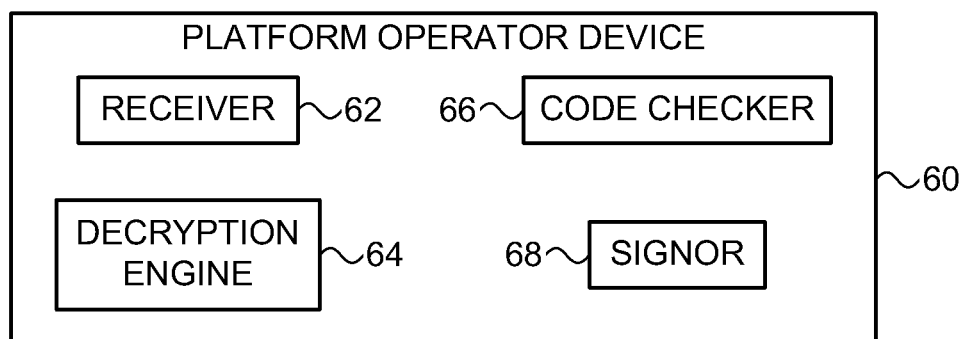 PLATFORM OPERATOR DEVICE
RECEIVER 62
66 CODE CHECKER
60
DECRYPTION
ENGINE
64
68 SIGNOR